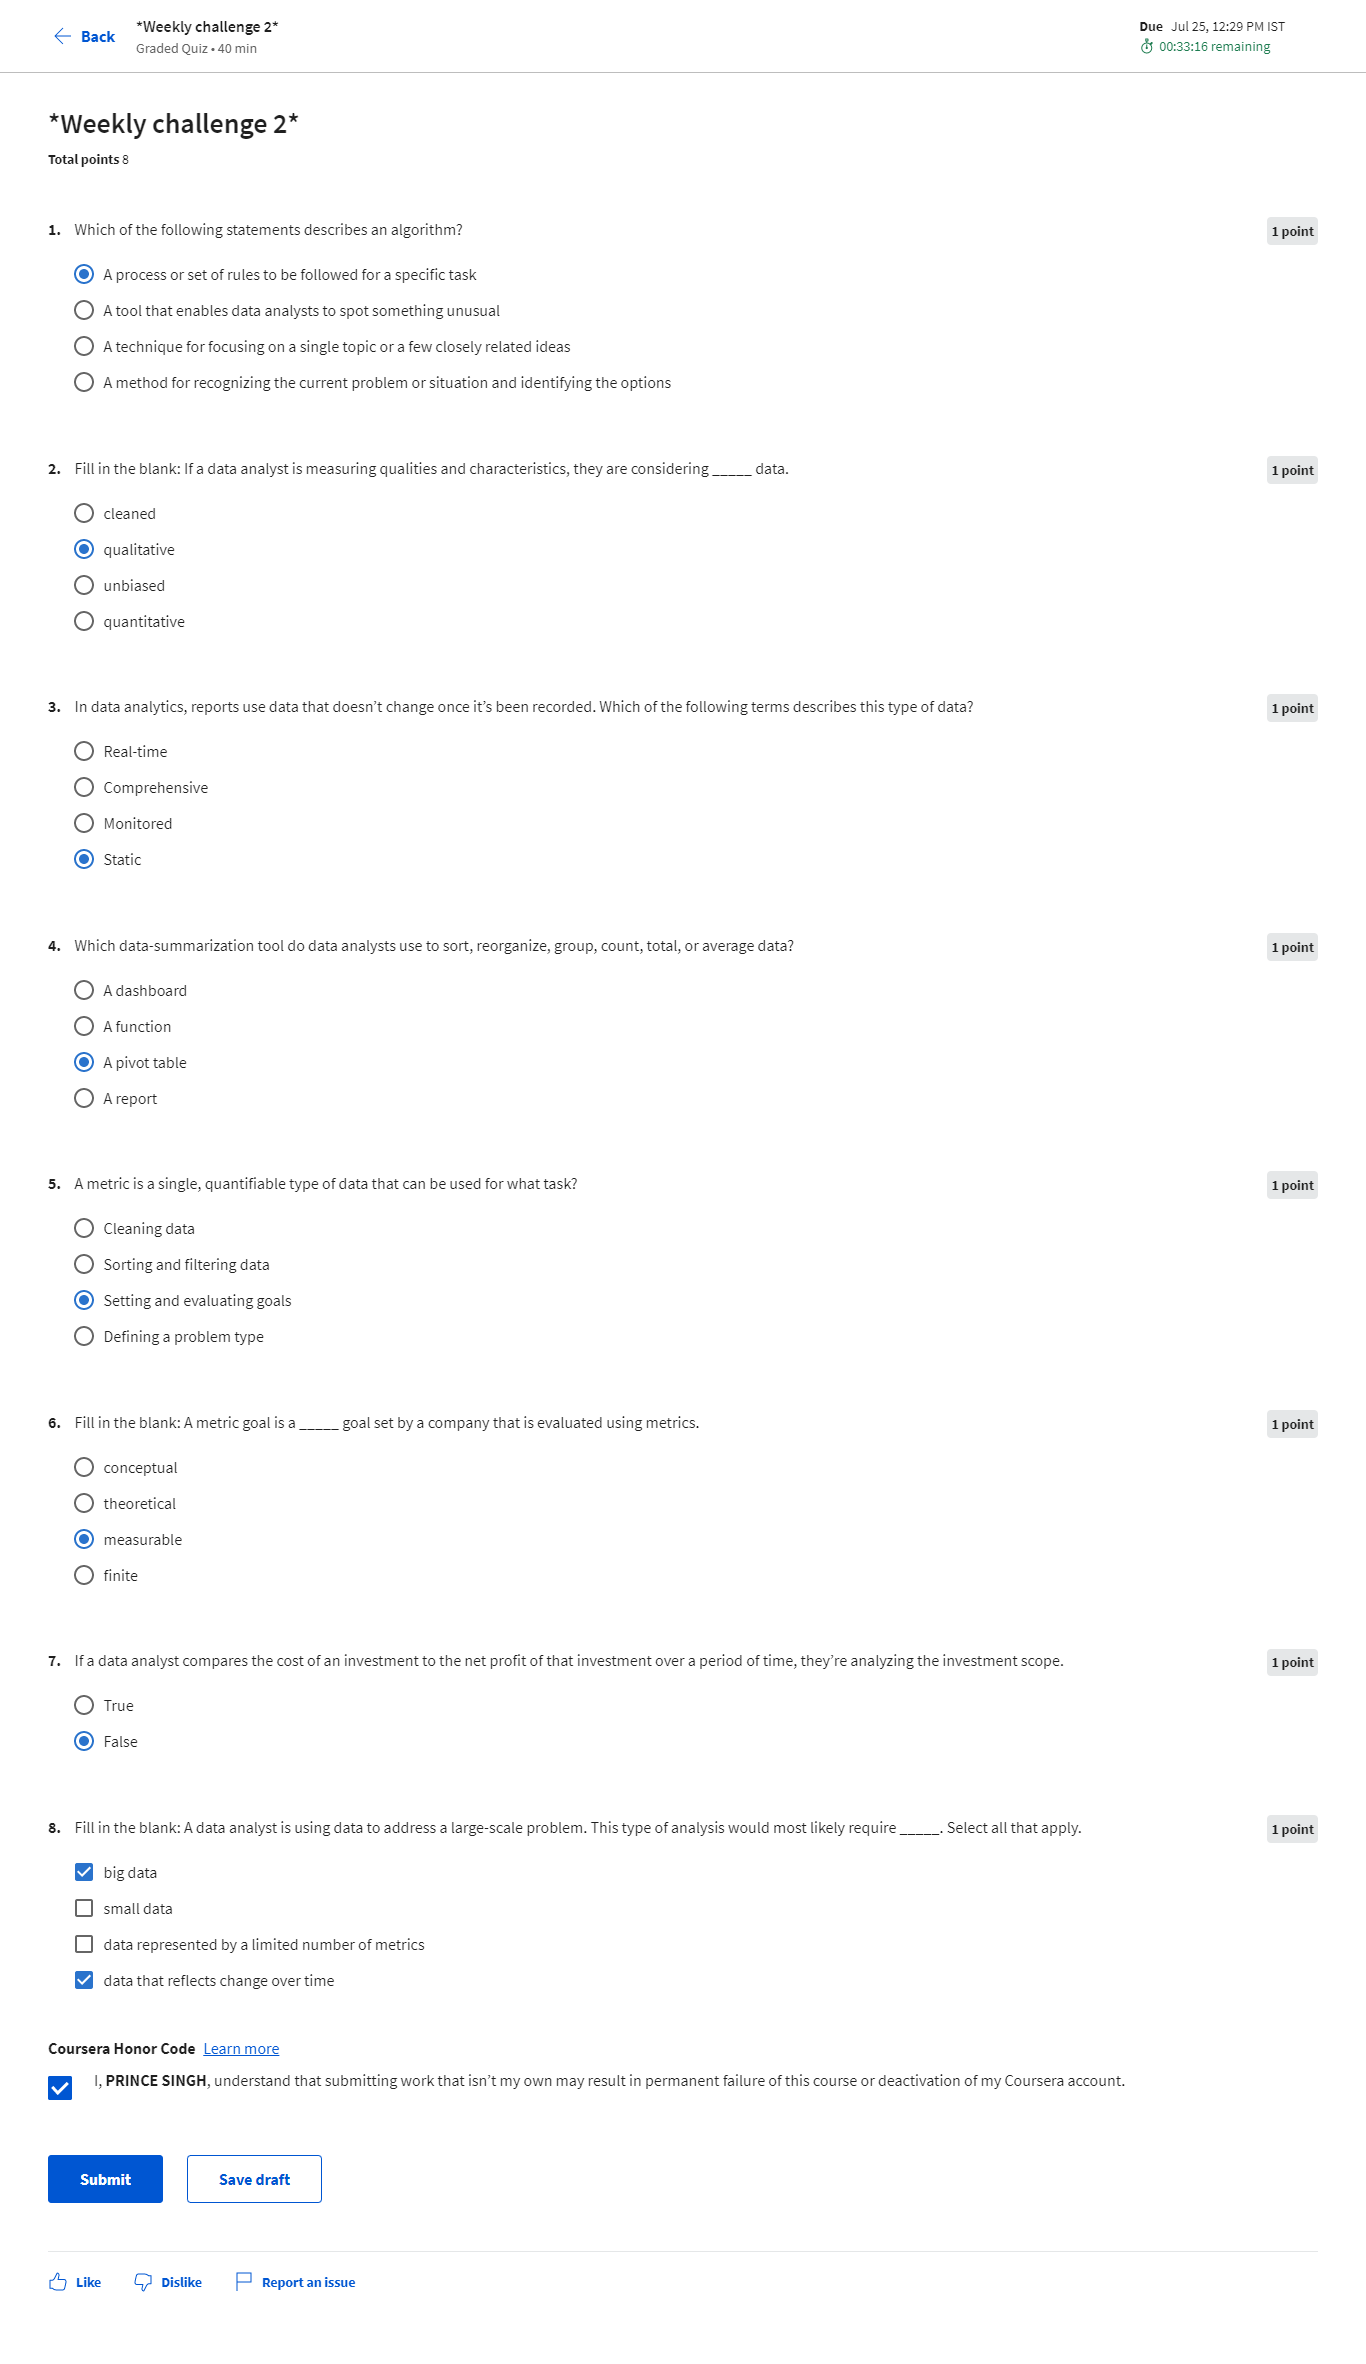 Back
*Weekly challenge 2*
Graded Quiz • 40 min
Due Jul 25, 12:29 PM IST
00:33:16 remaining
*Weekly challenge 2*
Total points 8
1. Which of the following statements describes an algorithm?
1 point
A process or set of rules to be followed for a specific task
A tool that enables data analysts to spot something unusual
A technique for focusing on a single topic or a few closely related ideas
A method for recognizing the current problem or situation and identifying the options
2. Fill in the blank: If a data analyst is measuring qualities and characteristics, they are considering _____ data.
1 point
cleaned
qualitative
unbiased
quantitative
3. In data analytics, reports use data that doesn’t change once it’s been recorded. Which of the following terms describes this type of data?
1 point
Real-time
Comprehensive
Monitored
Static
4. Which data-summarization tool do data analysts use to sort, reorganize, group, count, total, or average data?
1 point
A dashboard
A function
A pivot table
A report
5. A metric is a single, quantifiable type of data that can be used for what task?
1 point
Cleaning data
Sorting and filtering data
Setting and evaluating goals
Defining a problem type
6. Fill in the blank: A metric goal is a _____ goal set by a company that is evaluated using metrics.
1 point
conceptual
theoretical
measurable
finite
7. If a data analyst compares the cost of an investment to the net profit of that investment over a period of time, they’re analyzing the investment scope.
1 point
True
False
8. Fill in the blank: A data analyst is using data to address a large-scale problem. This type of analysis would most likely require _____. Select all that apply.
1 point
big data
small data
data represented by a limited number of metrics
data that reflects change over time
Coursera Honor Code Learn more
I, PRINCE SINGH, understand that submitting work that isn’t my own may result in permanent failure of this course or deactivation of my Coursera account.
Submit
Save draft
Like
Dislike
Report an issue